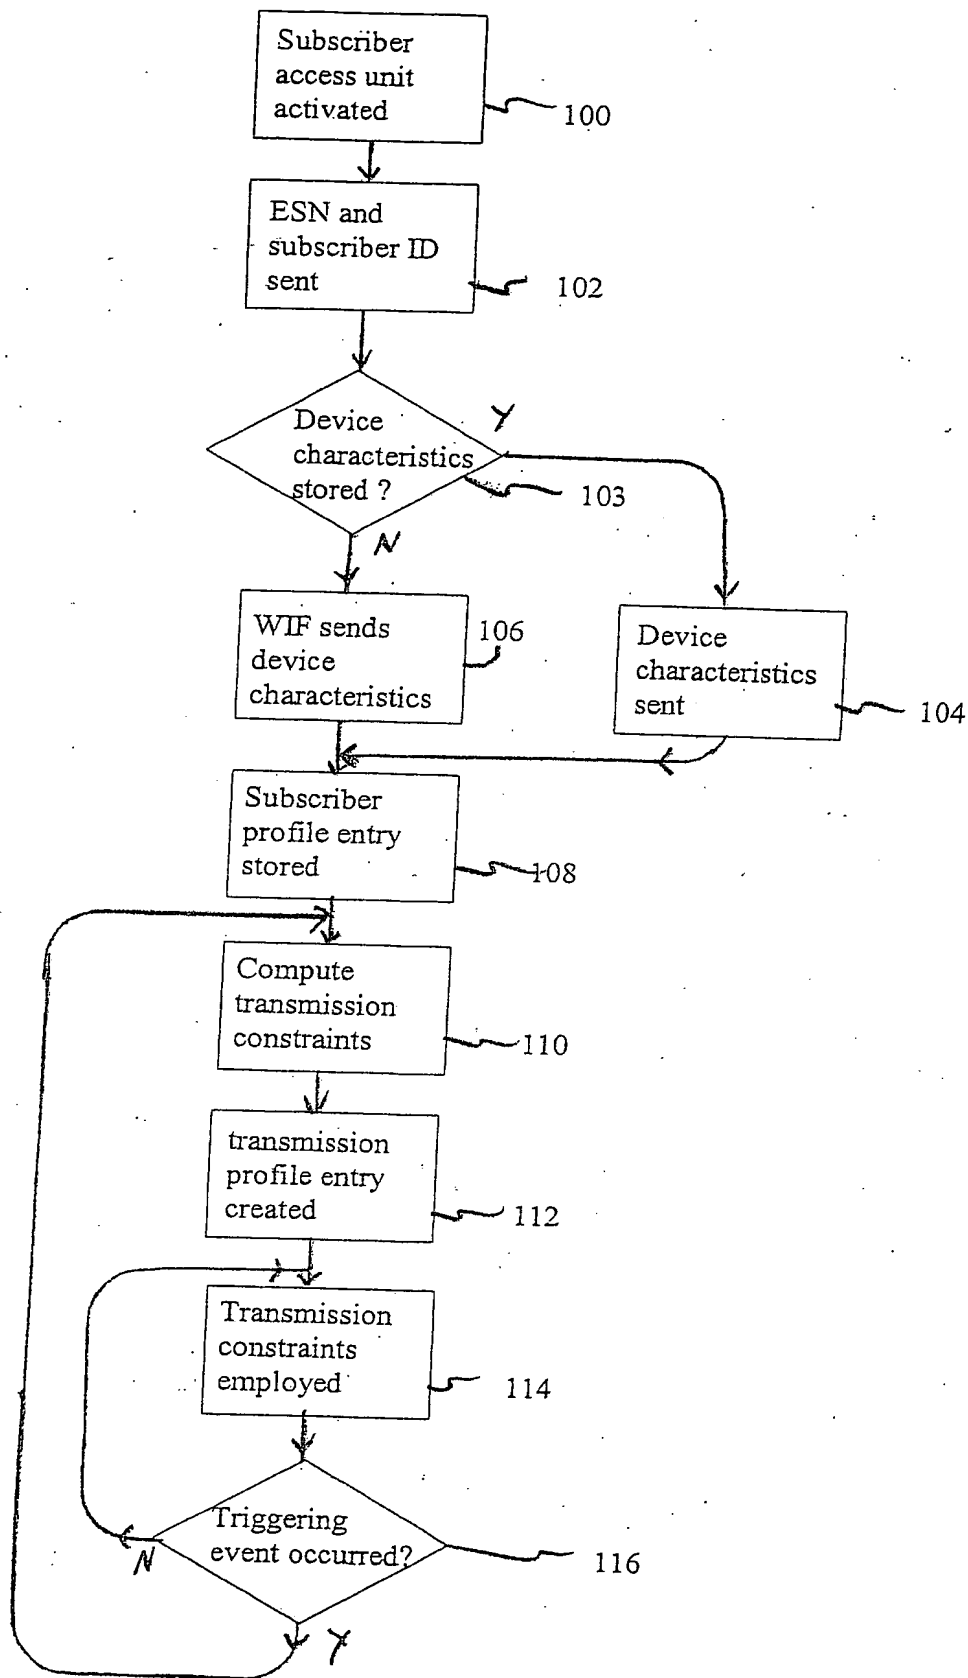 Subscriber
access unit
activated
100
ESN and
subscriber ID
sent
102
Device
characteristics
stored ?
Y
103
N
WIF sends
device
characteristics
106
Device
characteristics
sent
104
Subscriber
profile entry
stored
108
Compute
transmission
constraints
110
transmission
profile entry
created
112
Transmission
constraints
employed
114
Triggering
event occurred?
116
N
Y